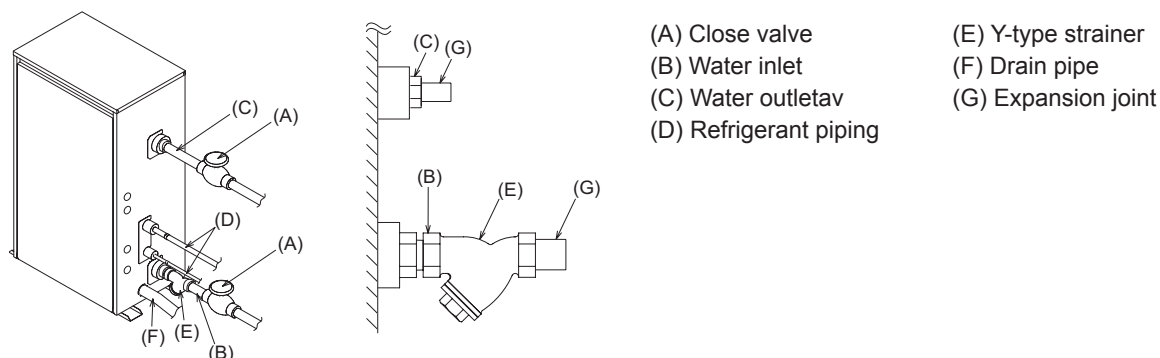 (C)
(A)
(D)
(A)
(E)
(F)
(B)
(C)
(G)
(B)
(E)
(G)
(A) Close valve
(B) Water inlet
(C) Water outletav
(D) Refrigerant piping
(E) Y-type strainer
(F) Drain pipe
(G) Expansion joint